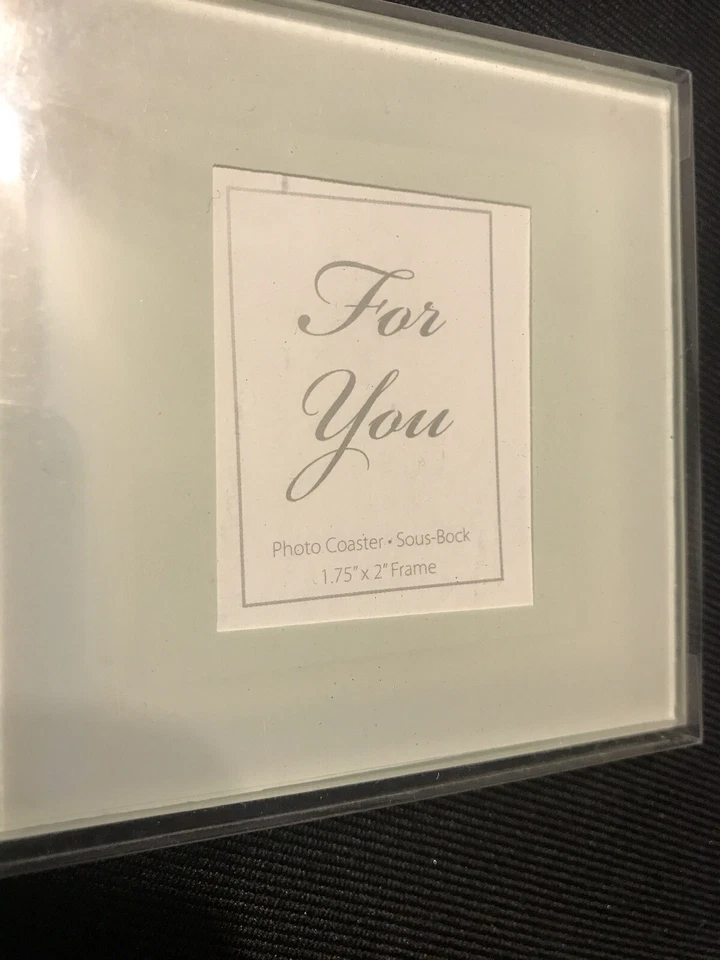 For
You
Photo Coaster • Sous-Bock
1.75" x 2" Frame